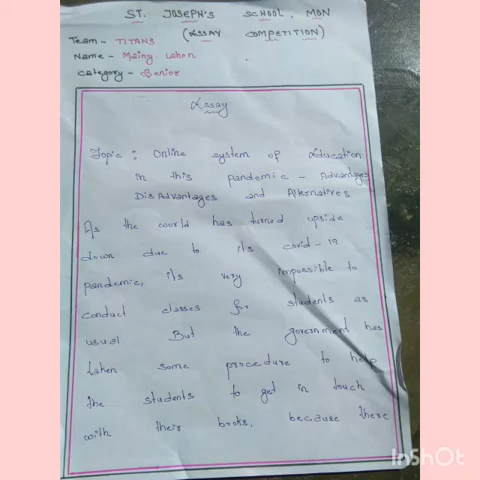 ST. JOSEPH'S SCHOOL, MON
(ESSAY COMPETITION)
Team - TITANS
Name - Mainy Lahon
Category - Senior
Essay
Topic: Online system of Education
in this pandemic - Advantages
DisAdvantages and Alternatives
As the world has turned upside
down due to its covid-19
pandemic, its very impossible to
conduct classes for students as
usual But the government has
taken some procedure to help
the students to get in touch
with their books, because there
InShOt